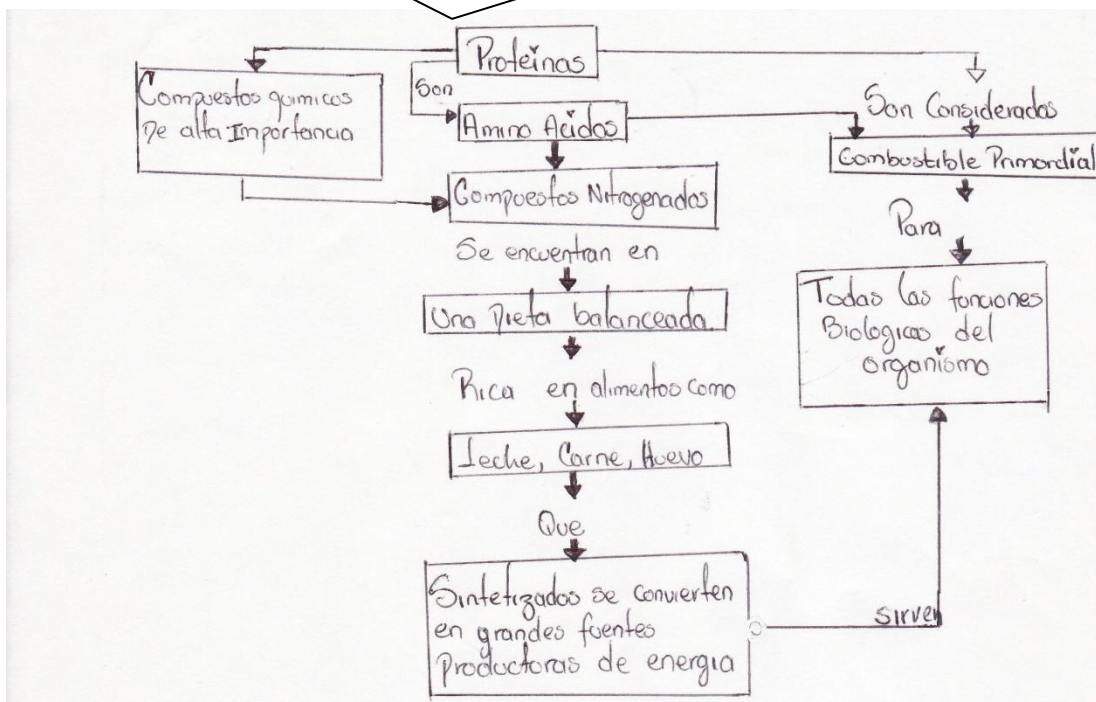 Proteinas
Compuestos quimicos
De alta Importancia
Son
Amino Acidos
Son Considerados
Combustible Primordial
Compuestos Nitrogenados
Para
Se encuentran en
Todas las funciones
Biologicas del
organismo
Una Dieta balanceada.
Rica en alimentos como
Leche, Carne, Huevo
Que
Sintetizados se convierten
en grandes fuentes
Productoras de energia
sirven